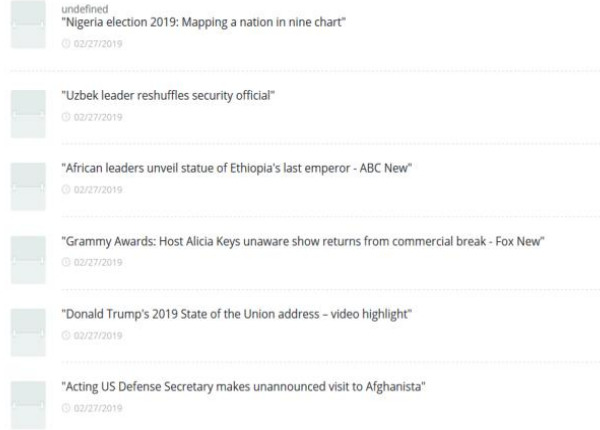 undefined
"Nigeria election 2019: Mapping a nation in nine chart"
02/27/2019
"Uzbek leader reshuffles security official"
02/27/2019
"African leaders unveil statue of Ethiopia's last emperor - ABC New"
02/27/2019
"Grammy Awards: Host Alicia Keys unaware show returns from commercial break - Fox New"
02/27/2019
"Donald Trump's 2019 State of the Union address – video highlight"
02/27/2019
"Acting US Defense Secretary makes unannounced visit to Afghanista"
02/27/2019